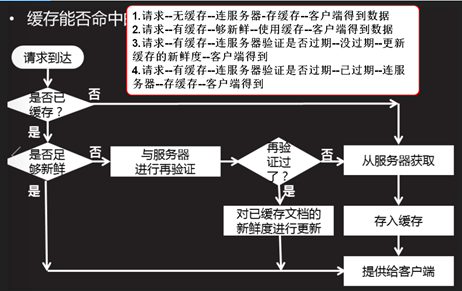 • 缓存能否命中的
1.请求--无缓存--连服务器-存缓存--客户端得到数据
2.请求--有缓存--够新鲜--使用缓存--客户端得到数据
3.请求--有缓存--连服务器验证是否过期--没过期--更新
缓存的新鲜度--客户端得到
4.请求--有缓存--连服务器验证是否过期--已过期--连服
务器--存缓存--客户端得到
请求到达
是否已
缓存？
否
是
是否足
够新鲜
否
是
与服务器
进行再验证
再验
证过
了？
否
是
从服务器获取
对已缓存文档的
新鲜度进行更新
存入缓存
提供给客户端